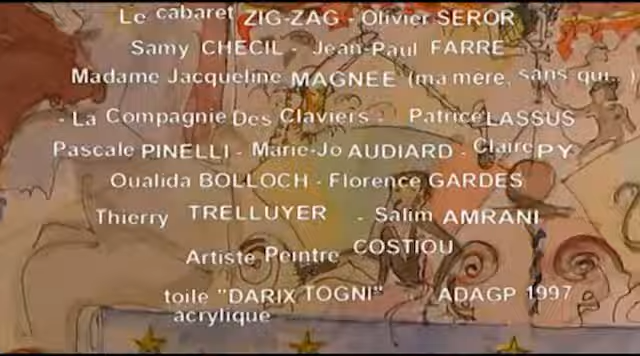 Le cabaret ZIG-ZAG - Olivier SEROR
Samy CHECIL - Jean-Paul FARRE
Madame Jacqueline MAGNEE (ma mère, sans qui...)
- La Compagnie Des Claviers - Patrice LASSUS
Pascale PINELLI - Marie-Jo AUDIARD - Claire PY
Oualida BOLLOCH - Florence GARDES
Thierry TRELLUYER - Salim AMRANI
Artiste Peintre COSTIOU
toile "DARIX TOGNI" ADAGP 1997
acrylique